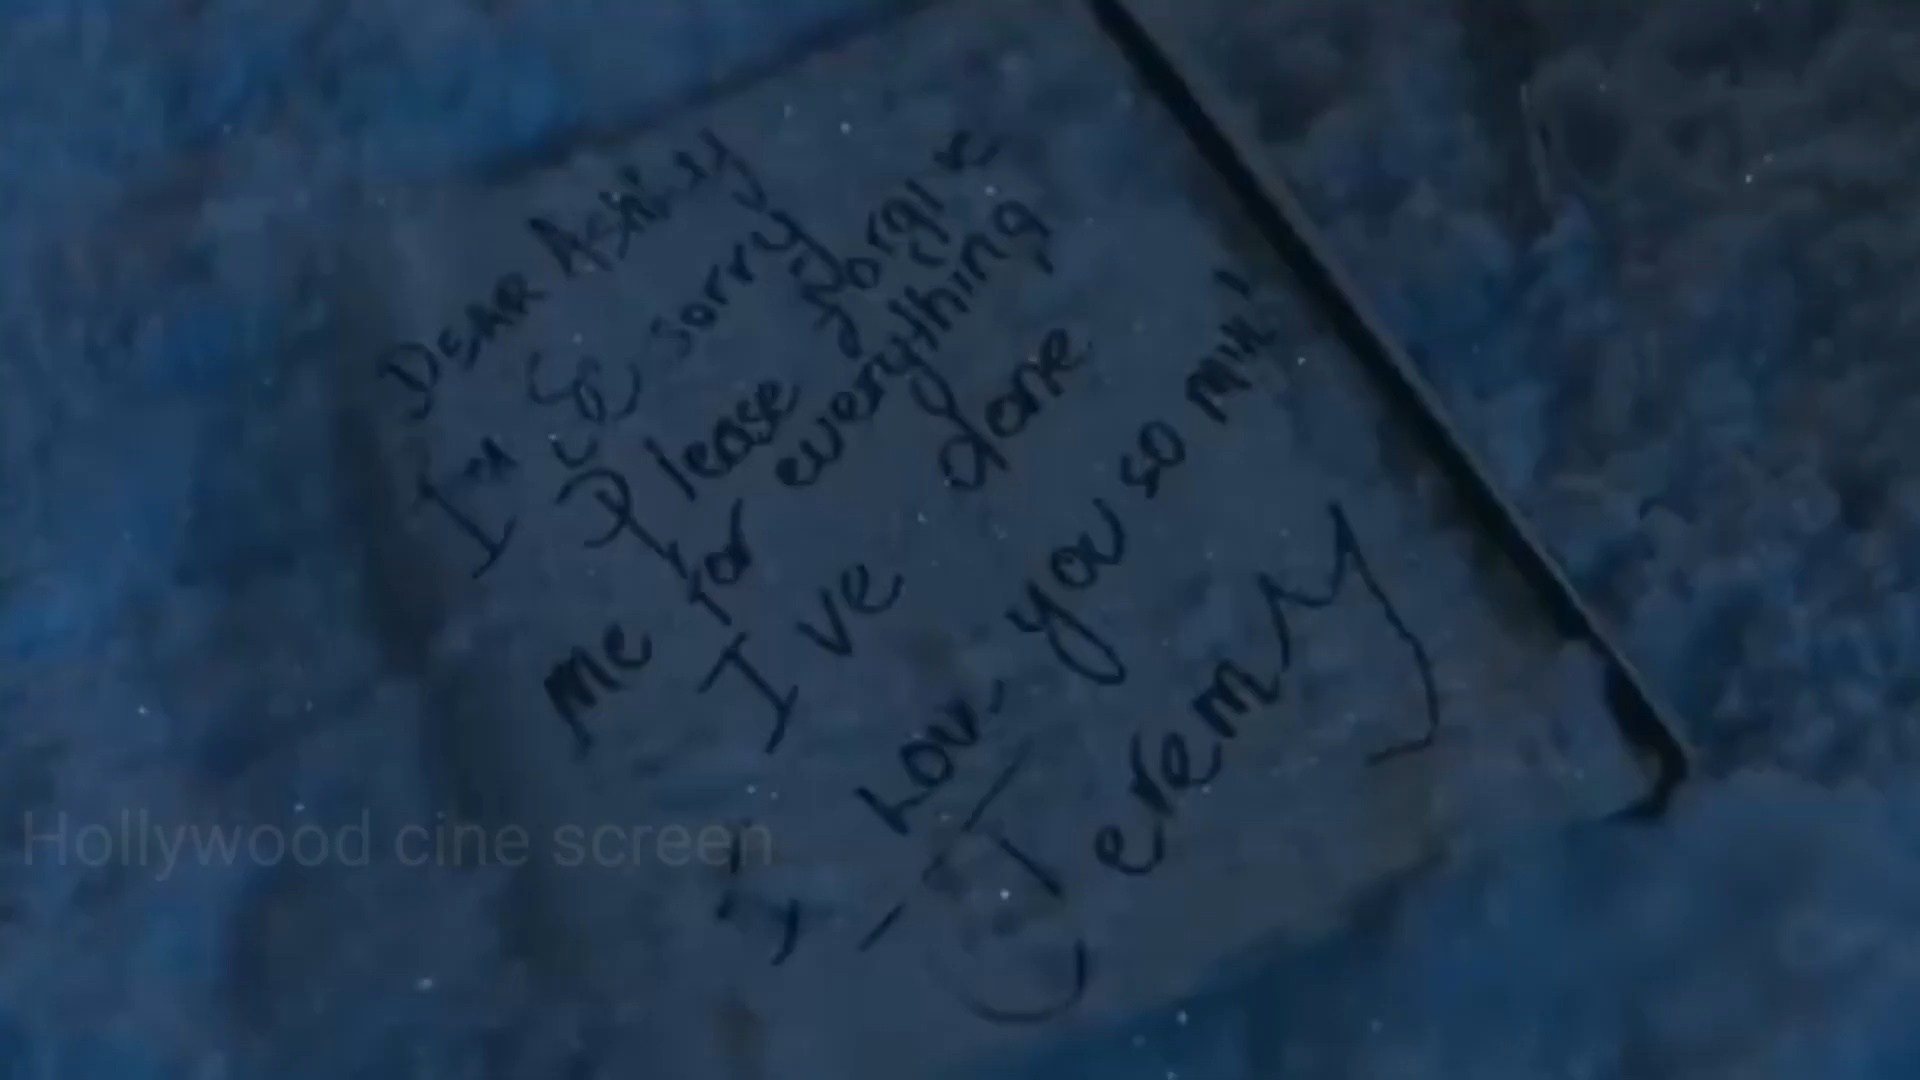 DEAR Ashley
I'm so sorry
Please forgive
me for everything
I've done
I Love you so much
- Jeremy
Hollywood cine screen